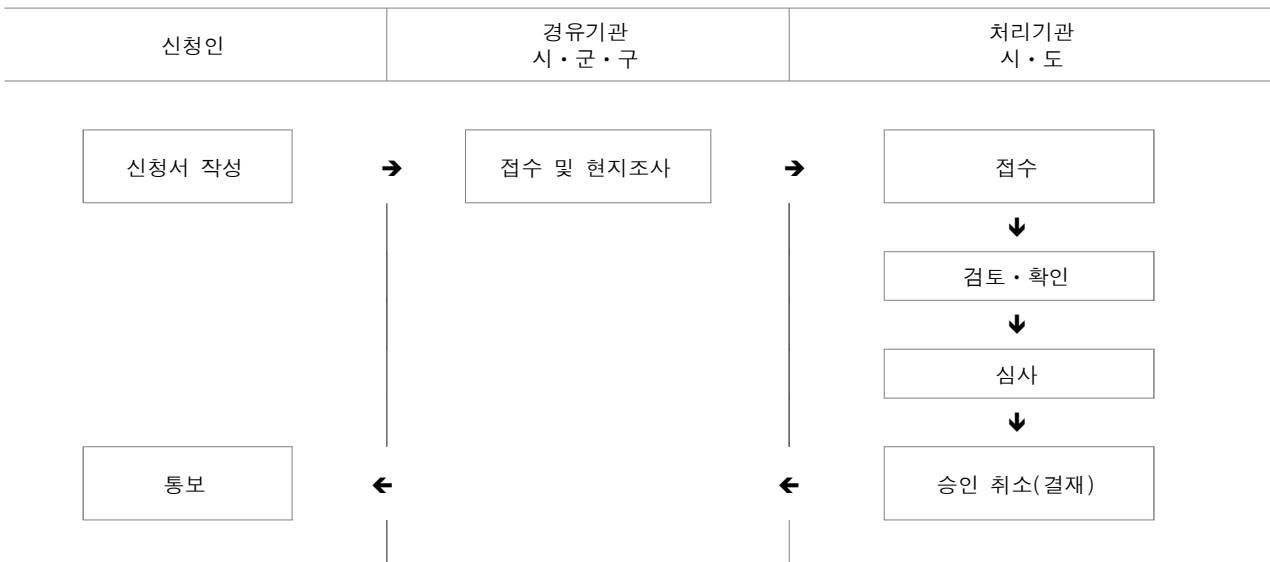 신청인
경유기관
시・군・구
처리기관
시・도
신청서 작성
➔
접수 및 현지조사
➔
접수
🡻
검토・확인
🡻
심사
🡻
통보
🡸
🡸
승인 취소(결재)